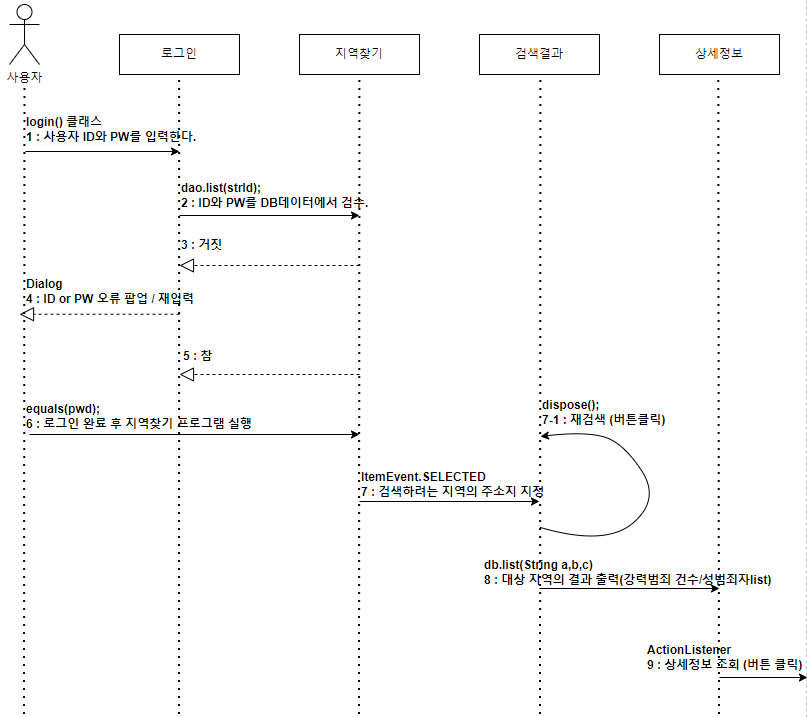 사용자
로그인
지역찾기
검색결과
상세정보
login() 클래스
1 : 사용자 ID와 PW를 입력한다.
dao.list(strId);
2 : ID와 PW를 DB데이터에서 검수.
3 : 거짓
Dialog
4 : ID or PW 오류 팝업 / 재입력
5 : 참
equals(pwd);
6 : 로그인 완료 후 지역찾기 프로그램 실행
dispose();
7-1 : 재검색 (버튼클릭)
ItemEvent.SELECTED
7 : 검색하려는 지역의 주소지 지정
db.list(String a,b,c)
8 : 대상 지역의 결과 출력(강력범죄 건수/성범죄자list)
ActionListener
9 : 상세정보 조회 (버튼 클릭)